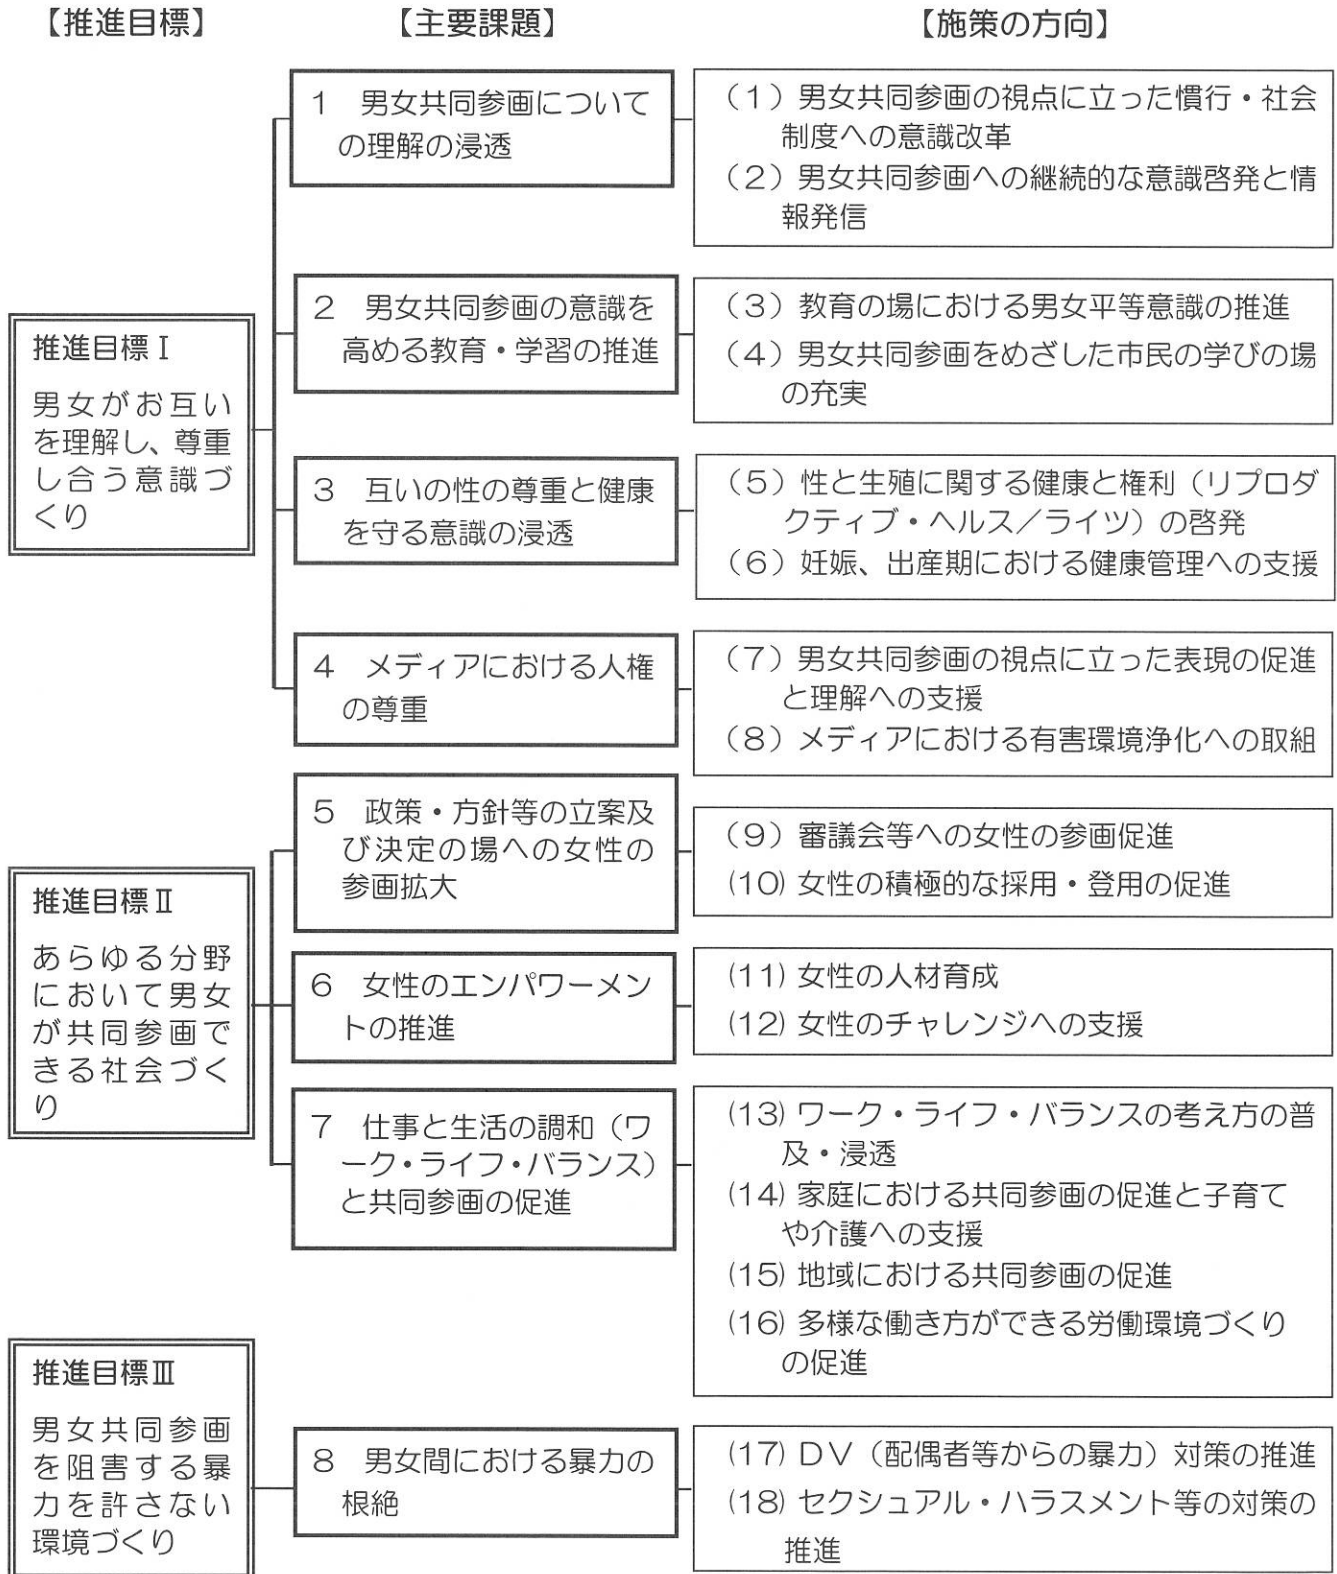 【推進目標】
【主要課題】
【施策の方向】
推進目標Ⅰ
男女がお互い
を理解し、尊重
し合う意識づ
くり
1 男女共同参画について
の理解の浸透
(1) 男女共同参画の視点に立った慣行・社会
制度への意識改革
(2) 男女共同参画への継続的な意識啓発と情
報発信
2 男女共同参画の意識を
高める教育・学習の推進
(3) 教育の場における男女平等意識の推進
(4) 男女共同参画をめざした市民の学びの場
の充実
3 互いの性の尊重と健康
を守る意識の浸透
(5) 性と生殖に関する健康と権利(リプロダ
クティブ・ヘルス/ライツ)の啓発
(6) 妊娠、出産期における健康管理への支援
4 メディアにおける人権
の尊重
(7) 男女共同参画の視点に立った表現の促進
と理解への支援
(8) メディアにおける有害環境浄化への取組
推進目標Ⅱ
あらゆる分野
において男女
が共同参画で
きる社会づく
り
5 政策・方針等の立案及
び決定の場への女性の
参画拡大
(9) 審議会等への女性の参画促進
(10) 女性の積極的な採用・登用の促進
6 女性のエンパワーメン
トの推進
(11) 女性の人材育成
(12) 女性のチャレンジへの支援
7 仕事と生活の調和(ワ
ーク・ライフ・バランス)
と共同参画の促進
(13) ワーク・ライフ・バランスの考え方の普
及・浸透
(14) 家庭における共同参画の促進と子育て
や介護への支援
(15) 地域における共同参画の促進
(16) 多様な働き方ができる労働環境づくり
の促進
推進目標Ⅲ
男女共同参画
を阻害する暴
力を許さない
環境づくり
8 男女間における暴力の
根絶
(17) DV(配偶者等からの暴力)対策の推進
(18) セクシュアル・ハラスメント等の対策の
推進